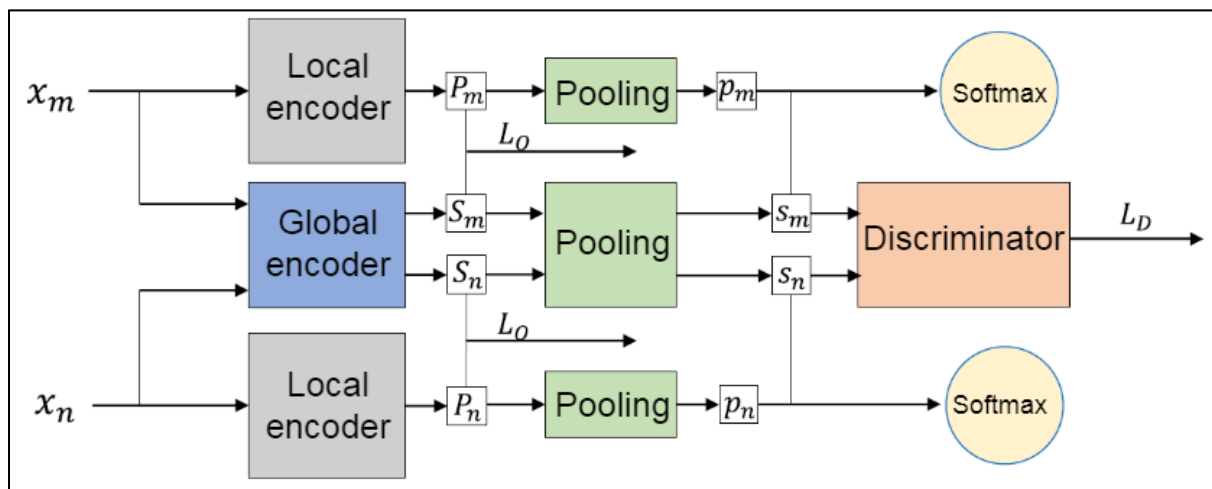 x_m
Local
encoder
P_m
Pooling
p_m
Softmax
L_O
Global
encoder
S_m
S_n
Pooling
s_m
s_n
Discriminator
L_D
L_O
x_n
Local
encoder
P_n
Pooling
p_n
Softmax